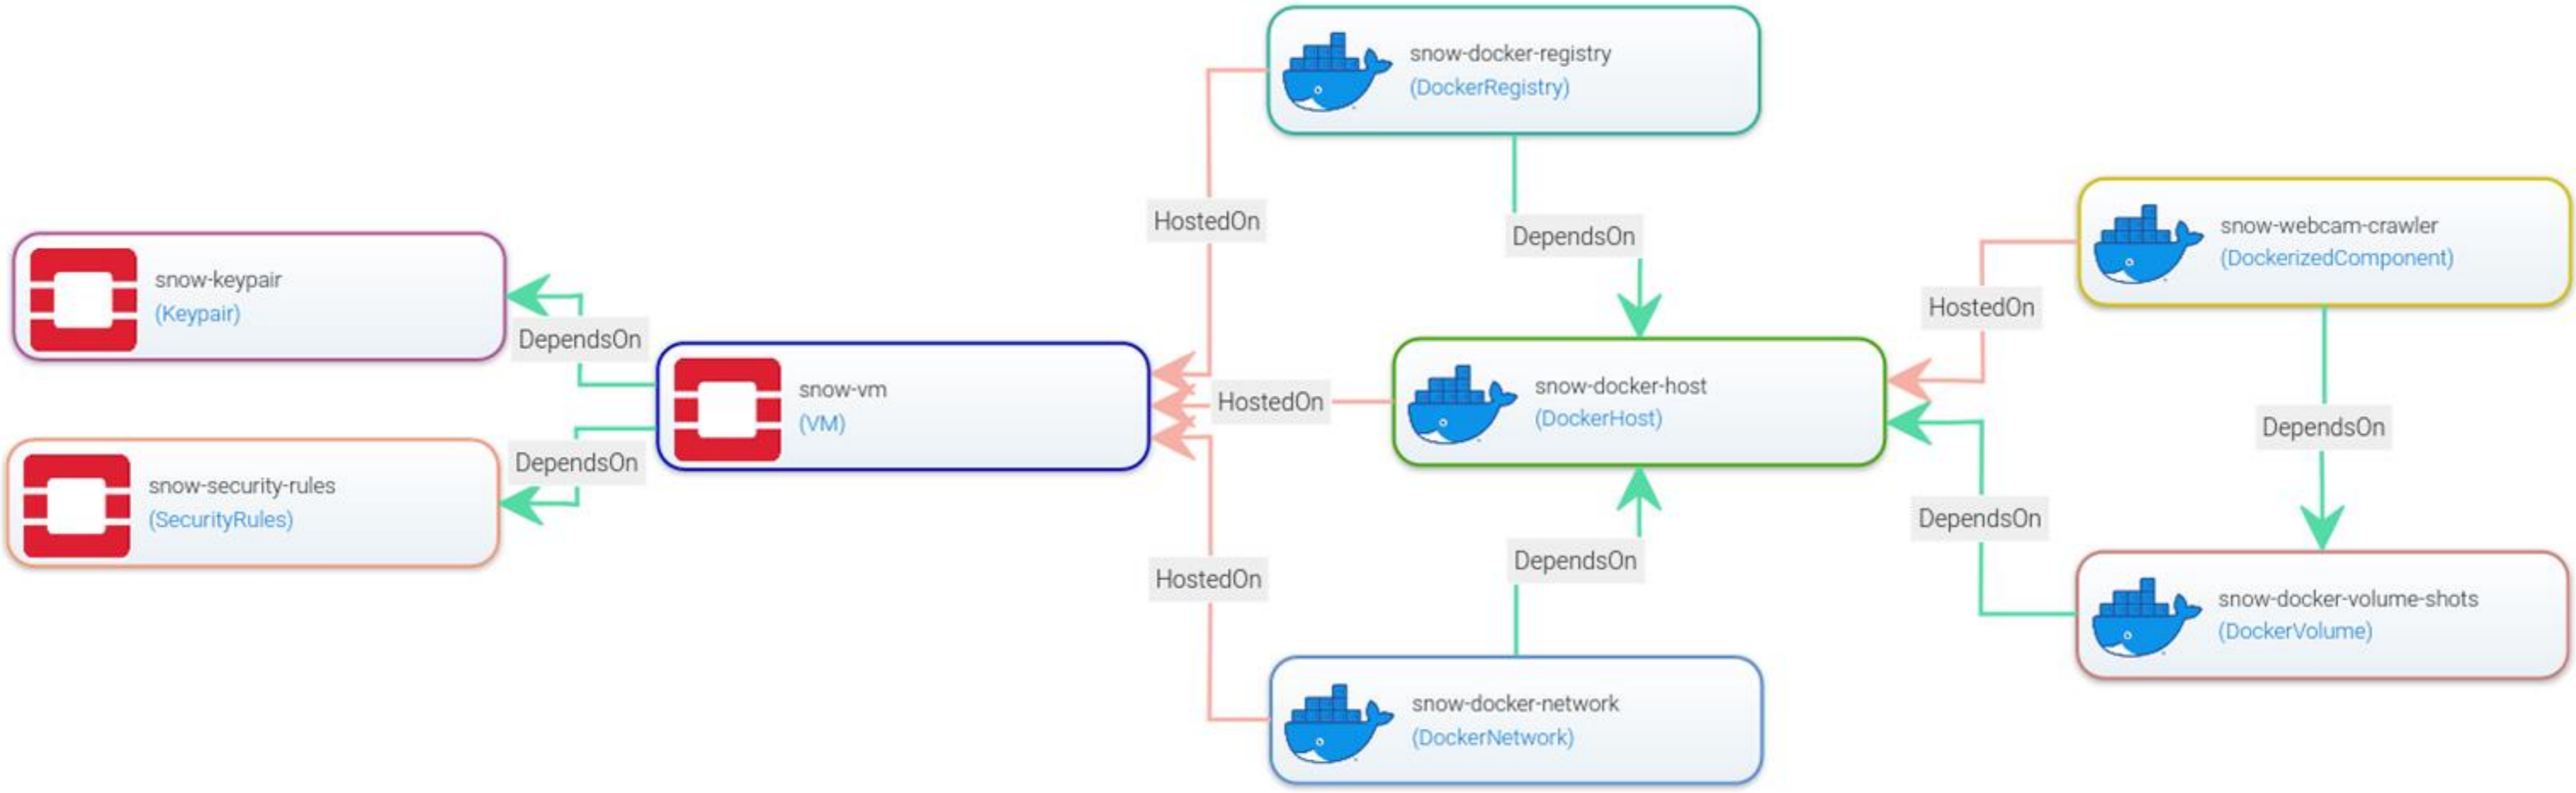 snow-docker-registry
(DockerRegistry)
HostedOn
DependsOn
snow-webcam-crawler
(DockerizedComponent)
snow-keypair
(Keypair)
DependsOn
HostedOn
snow-vm
(VM)
HostedOn
snow-docker-host
(DockerHost)
DependsOn
DependsOn
snow-security-rules
(SecurityRules)
DependsOn
DependsOn
HostedOn
snow-docker-volume-shots
(DockerVolume)
snow-docker-network
(DockerNetwork)